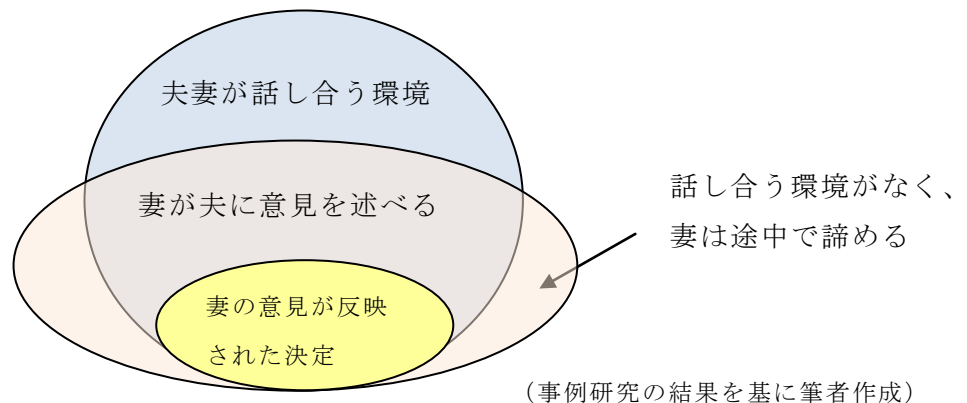 夫妻が話し合う環境
妻が夫に意見を述べる
話し合う環境がなく、
妻は途中で諦める
妻の意見が反映
された決定
（事例研究の結果を基に筆者作成）